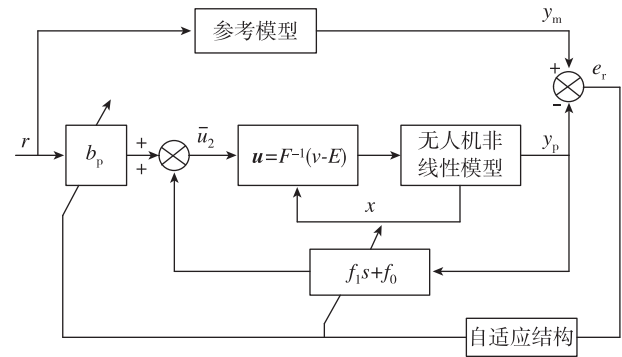 参考模型
y_m
+
e_r
-
r
b_p
+
+
ū_2
u=F^{-1}(v-E)
无人机非
线性模型
y_p
x
f_1s+f_0
自适应结构